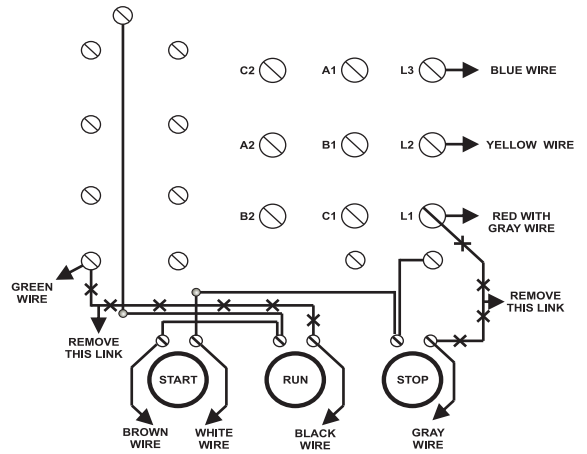 C2 A1 L3 BLUE WIRE
A2 B1 L2 YELLOW WIRE
B2 C1 L1 RED WITH
GRAY WIRE
GREEN
WIRE
REMOVE
THIS LINK
REMOVE
THIS LINK
START RUN STOP
BROWN
WIRE
WHITE
WIRE
BLACK
WIRE
GRAY
WIRE